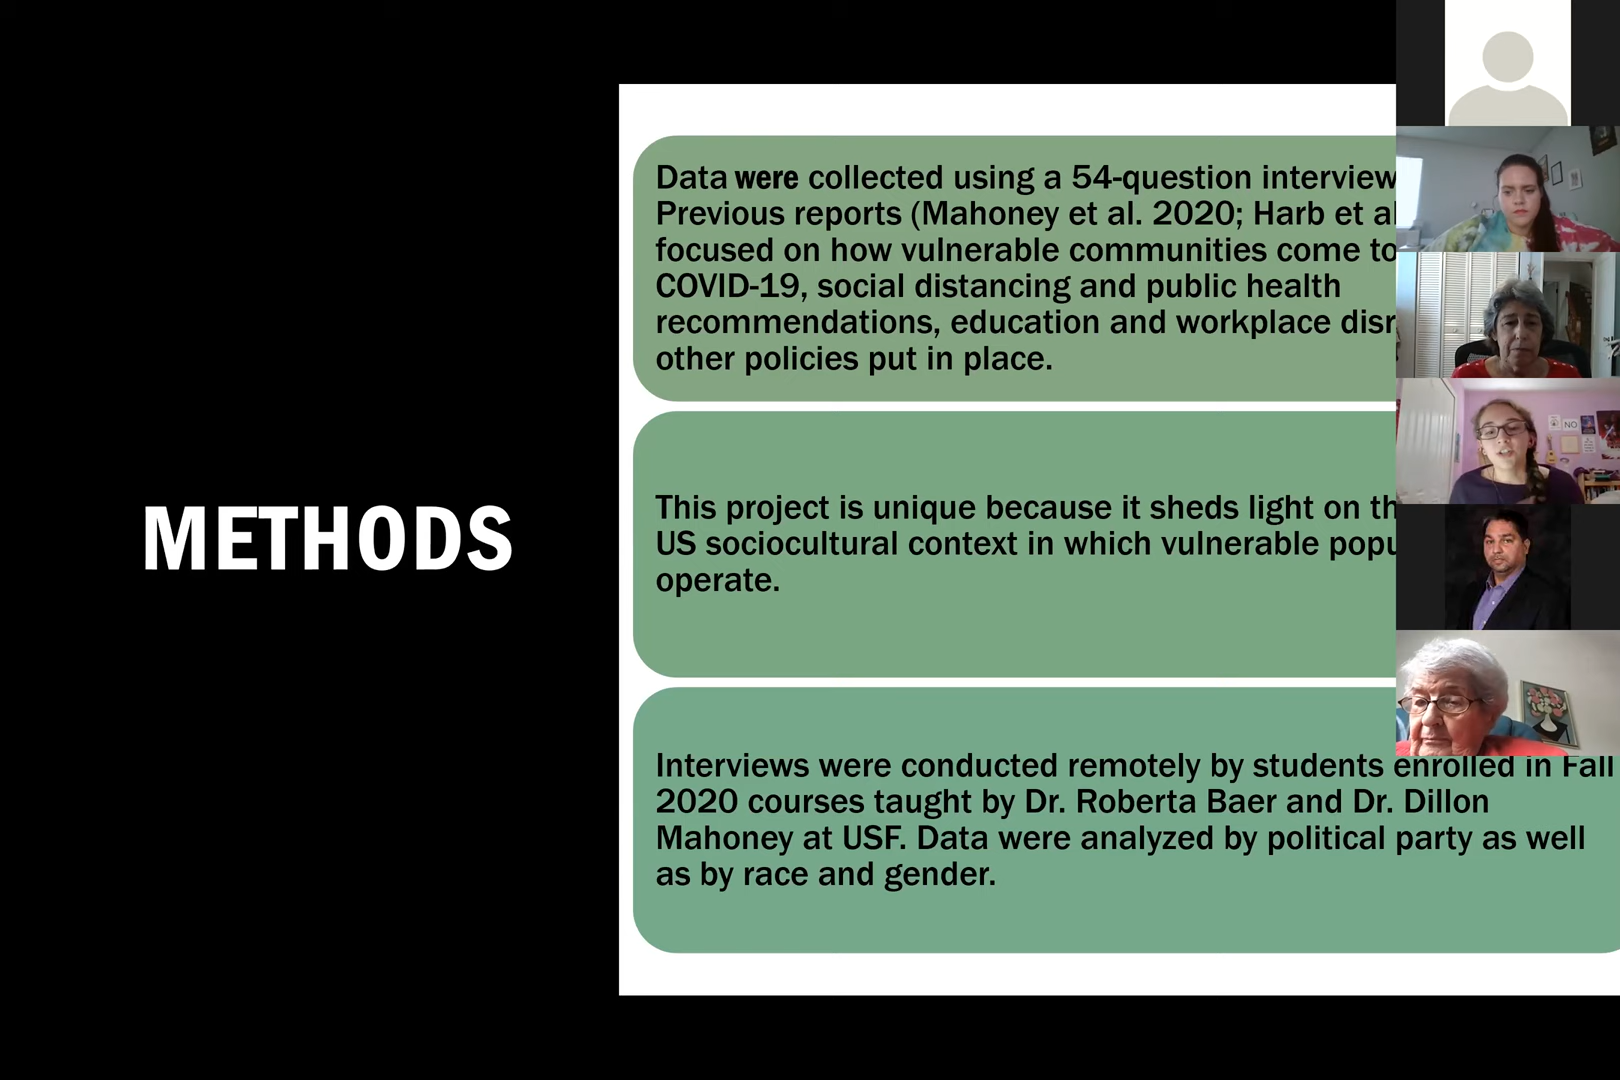 METHODS
Data were collected using a 54-question interview
Previous reports (Mahoney et al. 2020; Harb et al
focused on how vulnerable communities come to
COVID-19, social distancing and public health
recommendations, education and workplace
other policies put in place.
This project is unique because it sheds light on
US sociocultural context in which vulnerable
operate.
Interviews were conducted remotely by students enrolled in Fall
2020 courses taught by Dr. Roberta Baer and Dr. Dillon
Mahoney at USF. Data were analyzed by political party as well
as by race and gender.
NO